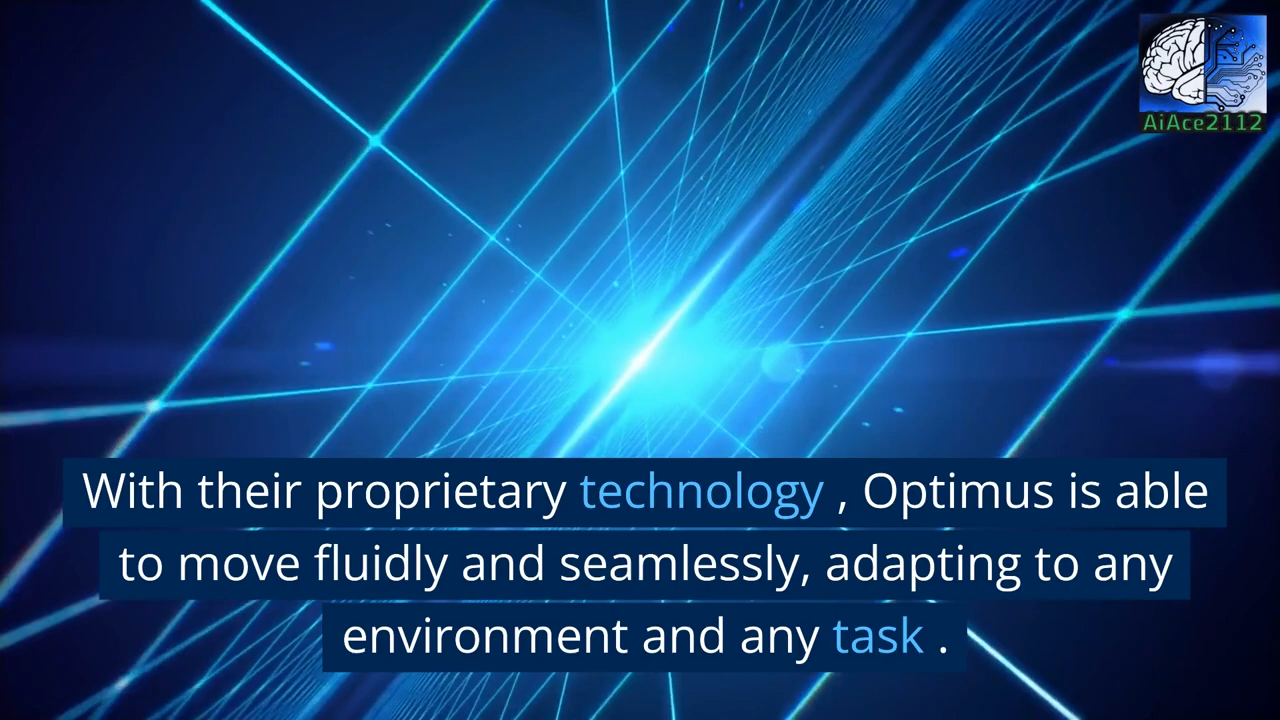 AiAce2112
With their proprietary technology , Optimus is able
to move fluidly and seamlessly, adapting to any
environment and any task .